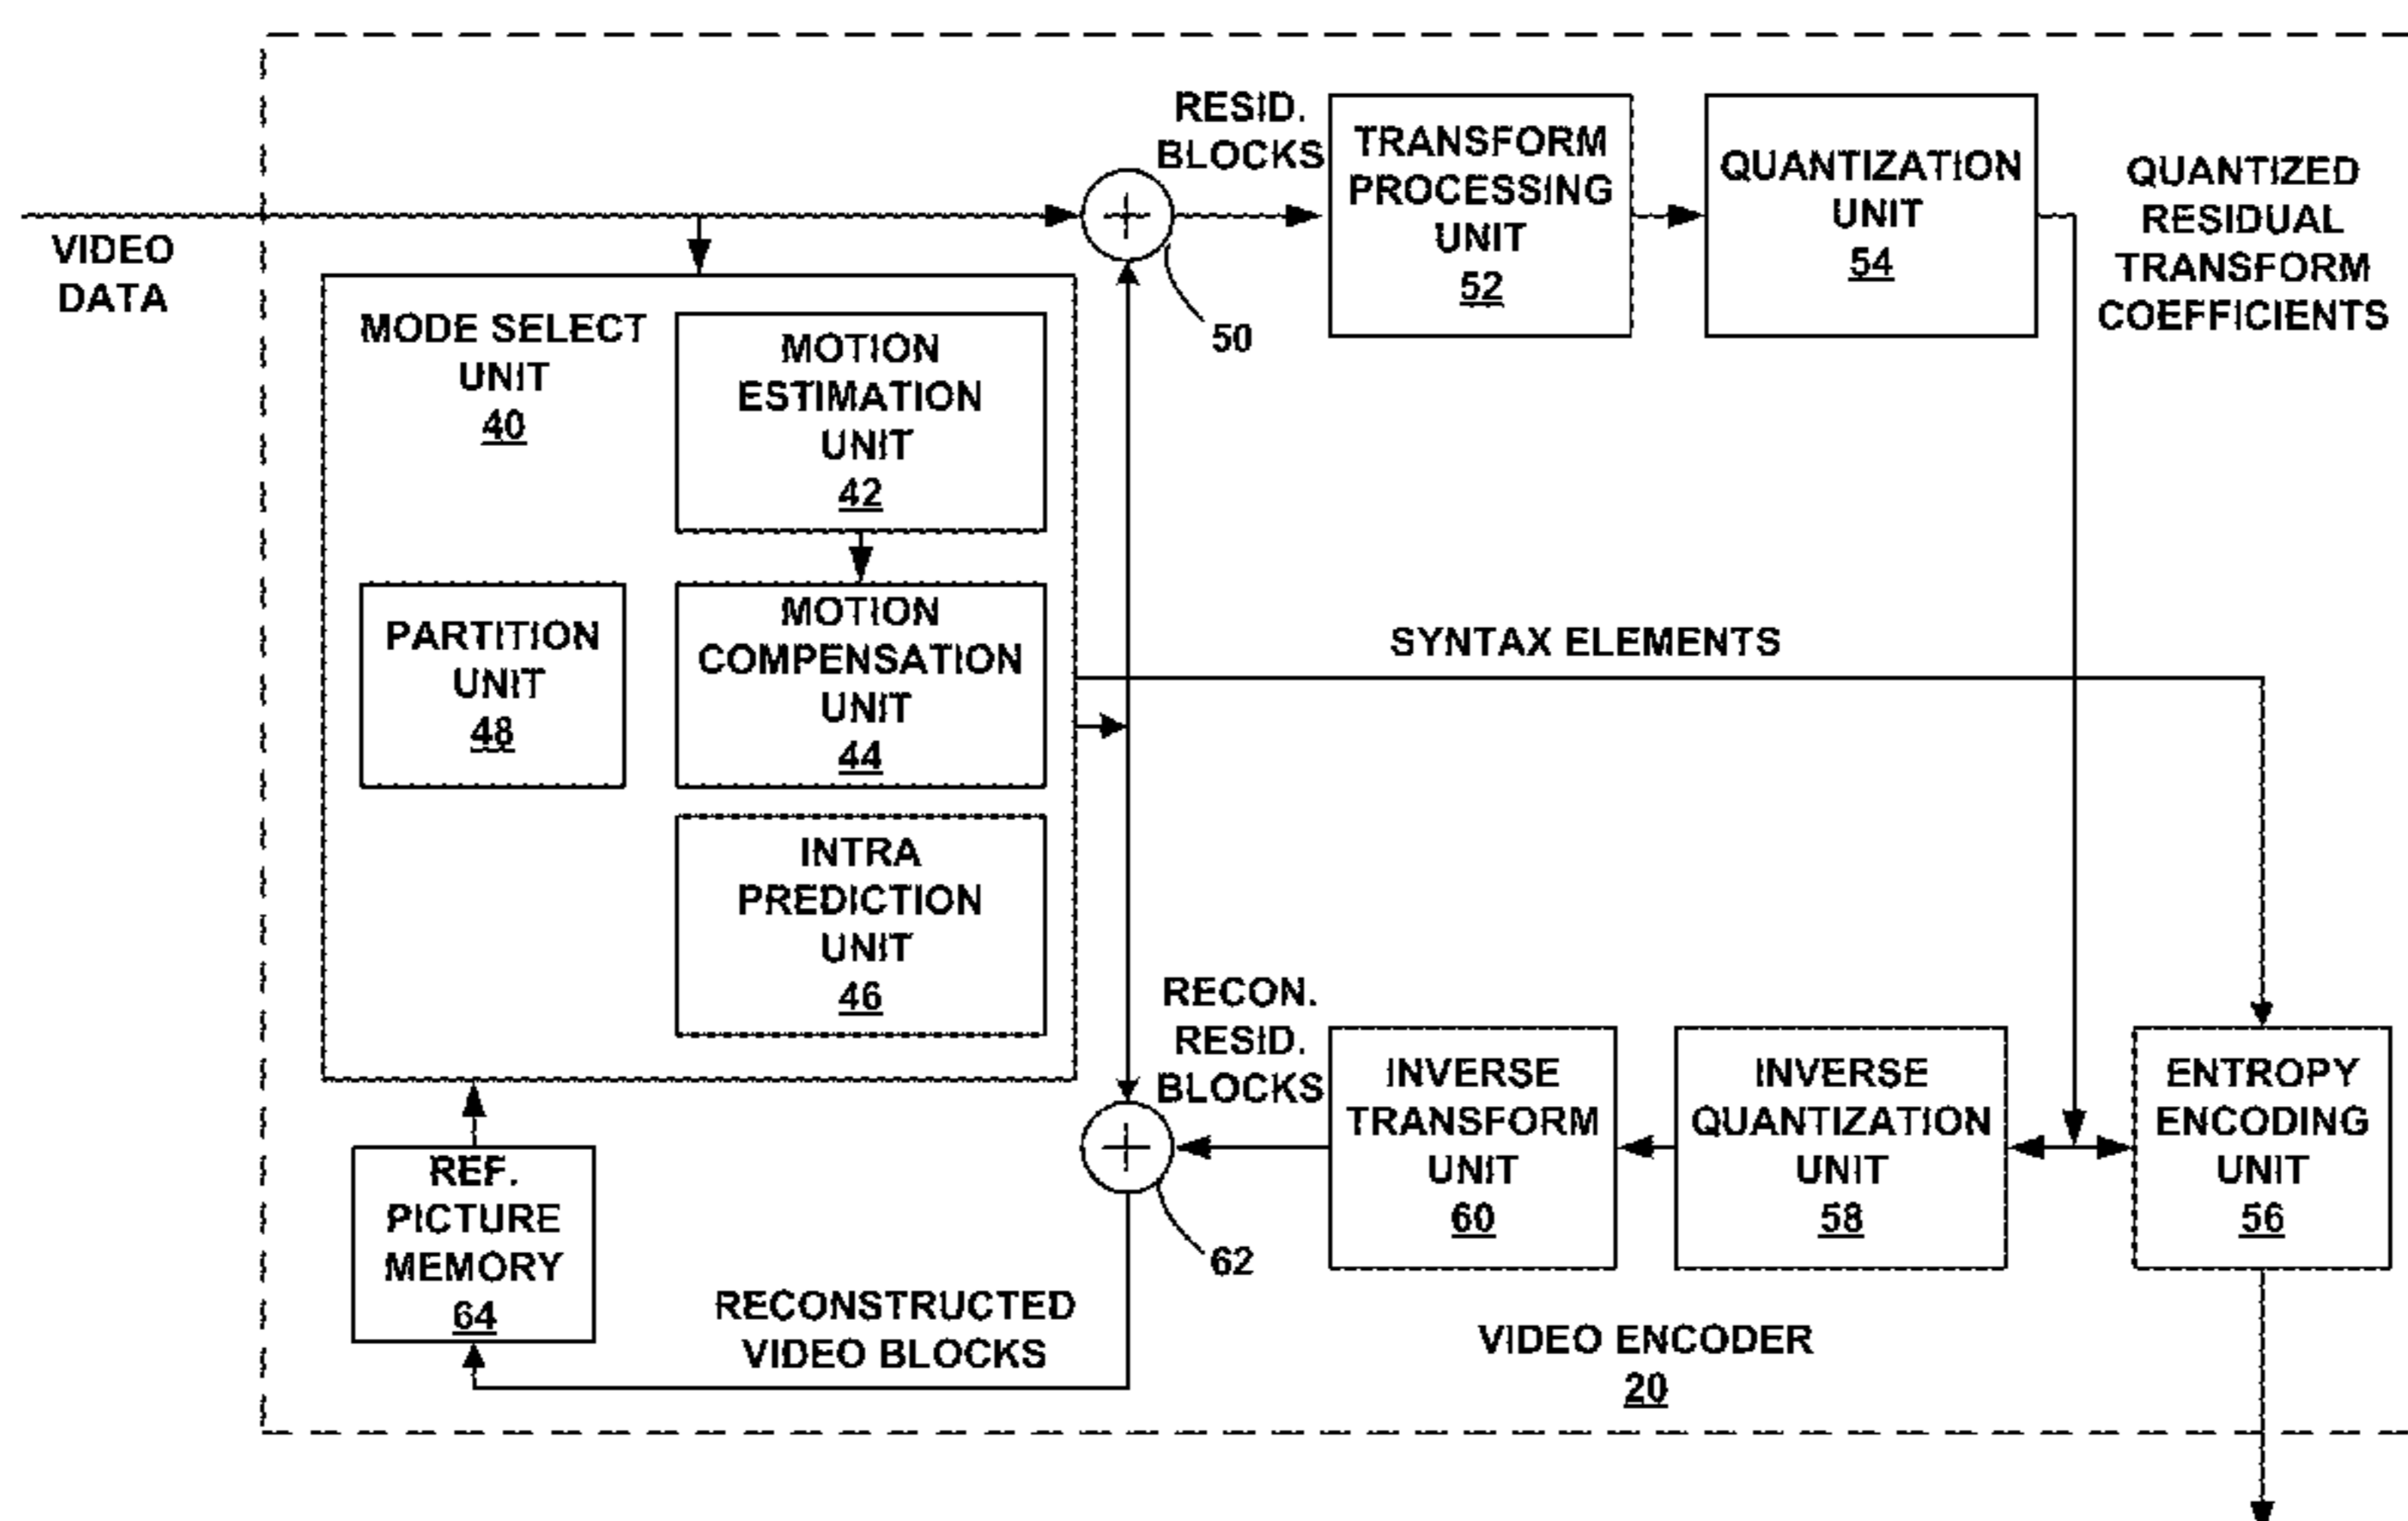 VIDEO
DATA
RESID.
BLOCKS
TRANSFORM
PROCESSING
UNIT
52
QUANTIZATION
UNIT
54
QUANTIZED
RESIDUAL
TRANSFORM
COEFFICIENTS
50
MODE SELECT
UNIT
40
MOTION
ESTIMATION
UNIT
42
PARTITION
UNIT
48
MOTION
COMPENSATION
UNIT
44
SYNTAX ELEMENTS
INTRA
PREDICTION
UNIT
46
RECON.
RESID.
BLOCKS
INVERSE
TRANSFORM
UNIT
60
INVERSE
QUANTIZATION
UNIT
58
ENTROPY
ENCODING
UNIT
56
62
REF.
PICTURE
MEMORY
64
RECONSTRUCTED
VIDEO BLOCKS
VIDEO ENCODER
20